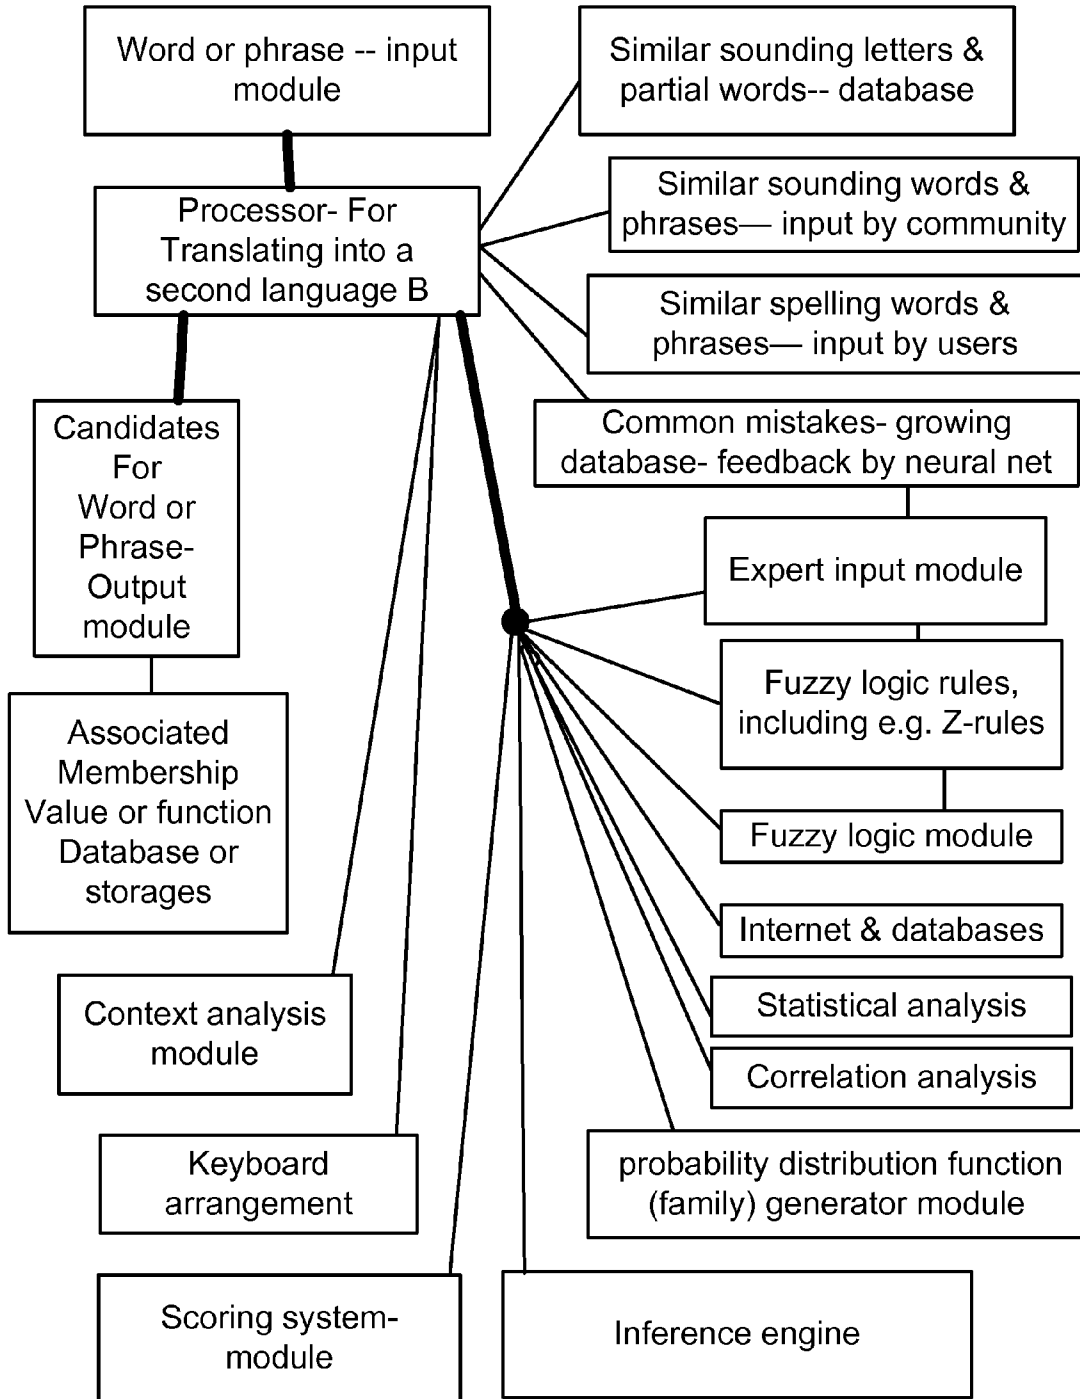 Word or phrase -- input
module
Similar sounding letters &
partial words-- database
Similar sounding words &
phrases— input by community
Processor- For
Translating into a
second language B
Similar spelling words &
phrases— input by users
Common mistakes- growing
database- feedback by neural net
Candidates
For
Word or
Phrase-
Output
module
Expert input module
Fuzzy logic rules,
including e.g. Z-rules
Associated
Membership
Value or function
Database or
storages
Fuzzy logic module
Internet & databases
Statistical analysis
Context analysis
module
Correlation analysis
Keyboard
arrangement
probability distribution function
(family) generator module
Scoring system-
module
Inference engine